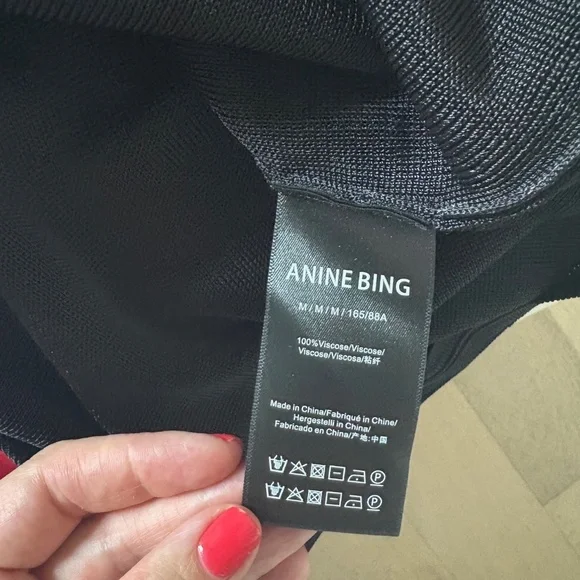 ANINE BING
M/M/M/165/88A
100%Viscose/Viscose/
Viscose/Viscosa/粘纤
Made in China/Fabriqué in Chine/
Hergestelli in China/
Fabricado en China/产地:中国